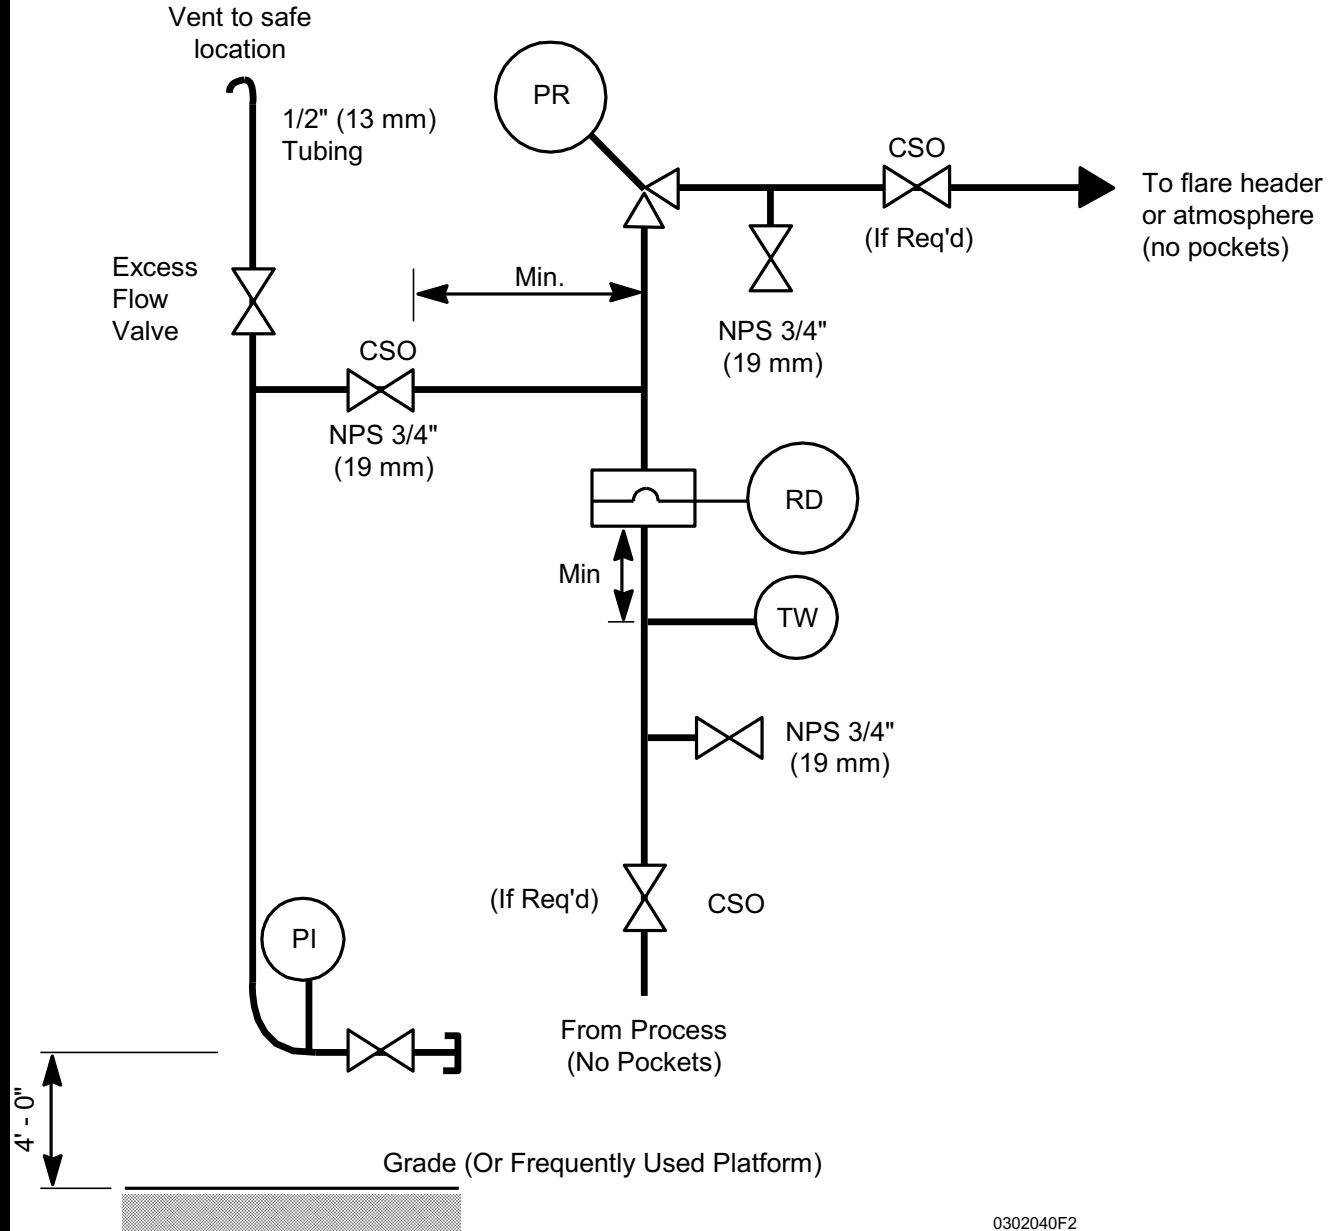 Vent to safe
location
1/2" (13 mm)
Tubing
PR
CSO
To flare header
or atmosphere
(no pockets)
(If Req'd)
Excess
Flow
Valve
Min.
NPS 3/4"
(19 mm)
CSO
NPS 3/4"
(19 mm)
RD
Min
TW
NPS 3/4"
(19 mm)
(If Req'd)
CSO
PI
From Process
(No Pockets)
4' - 0"
Grade (Or Frequently Used Platform)
0302040F2